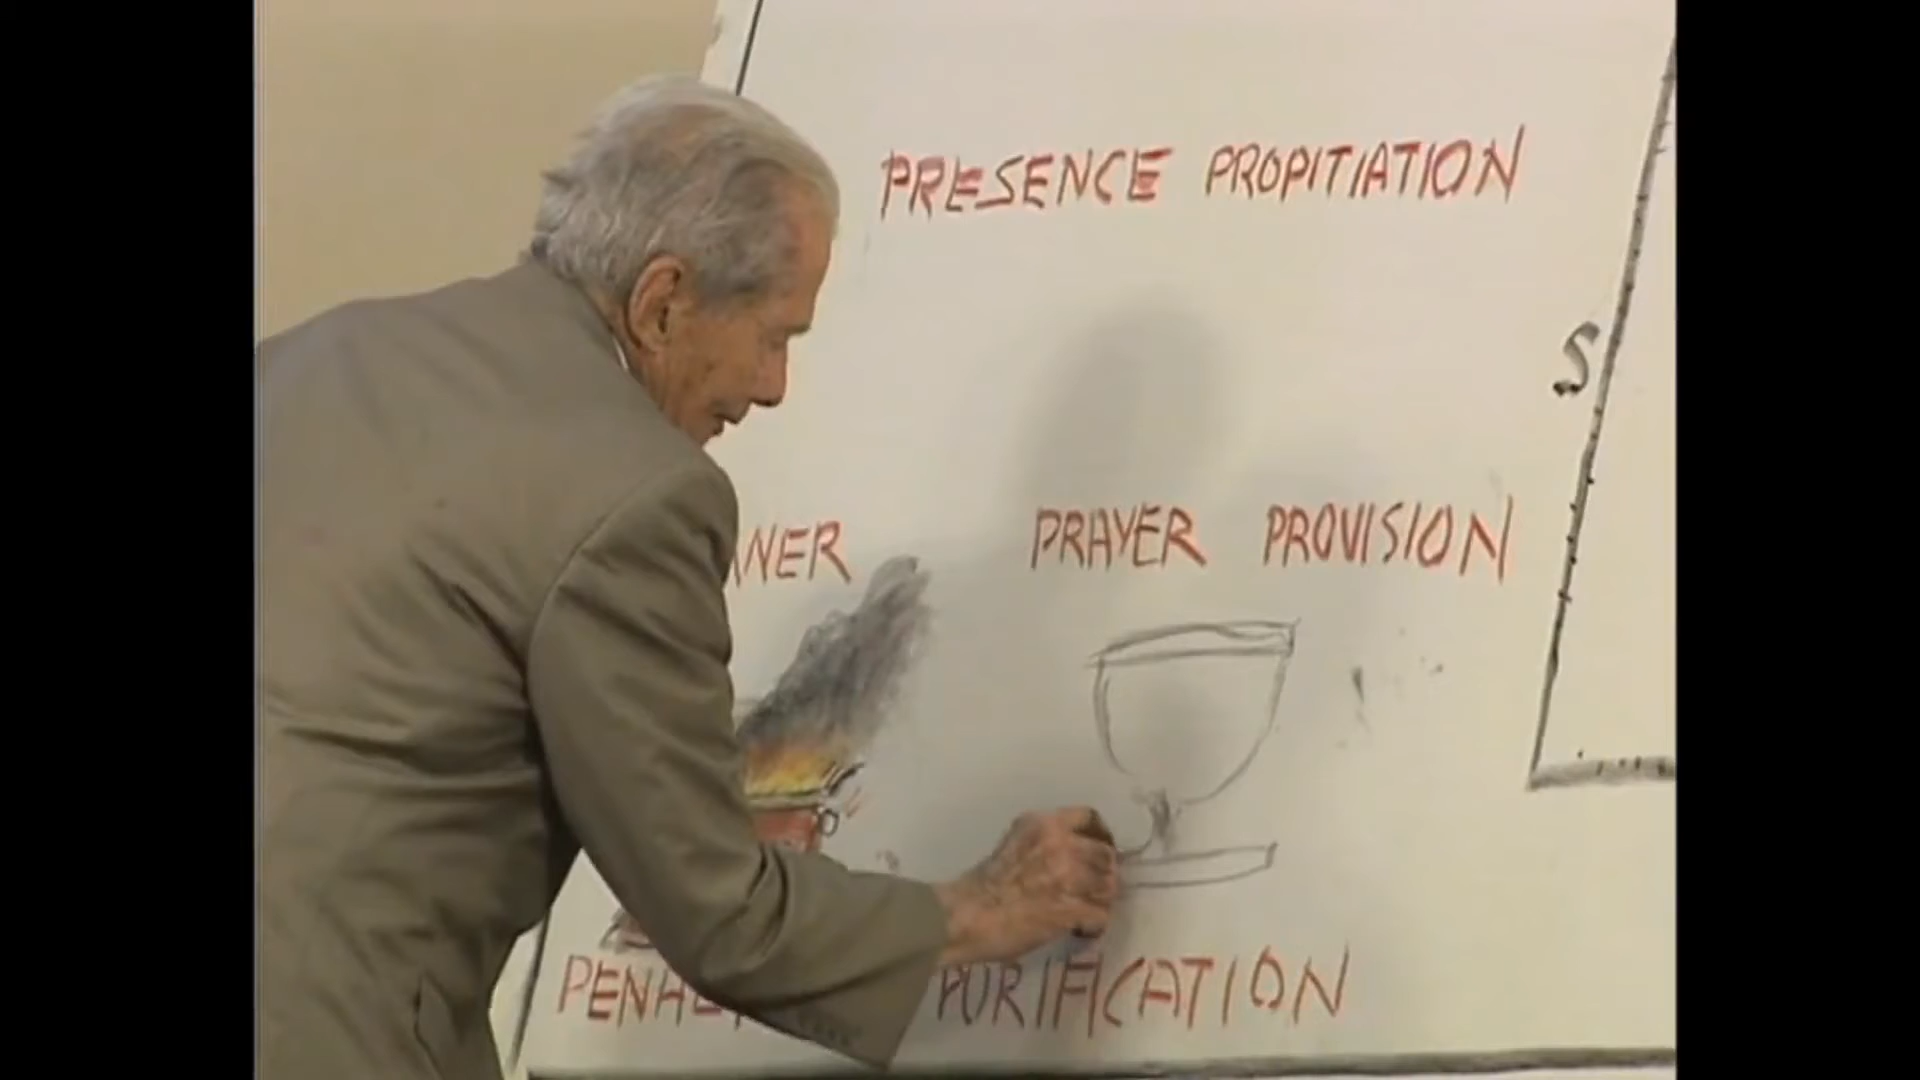 PRESENCE PROPITIATION
S
NER PRAYER PROVISION
PURIFICATION